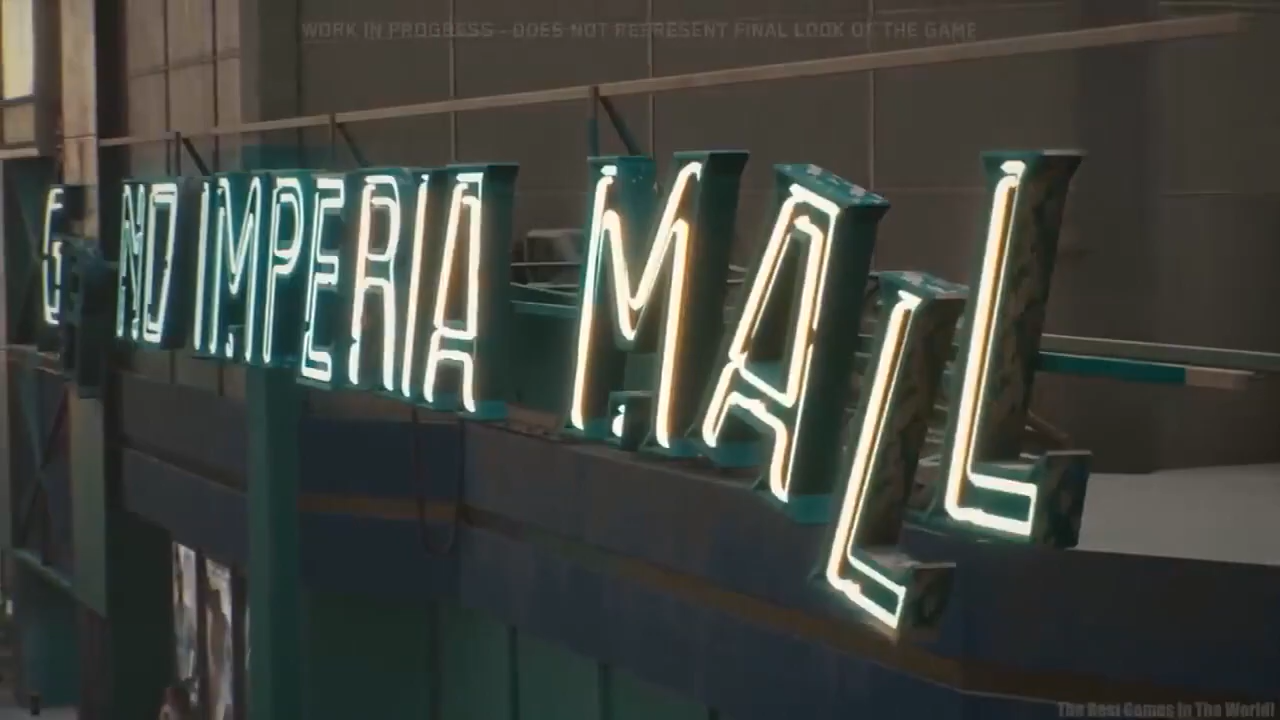 WORK IN PROGRESS - DOES NOT REPRESENT FINAL LOOK OF THE GAME
G ND IMPERIA MALL
The Best Games In Tha World!